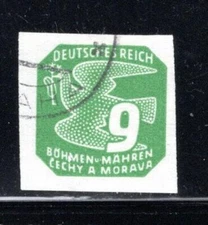 DEUTSCHES REICH
9
BÖHMEN u. MÄHREN
ČECHY A MORAVA